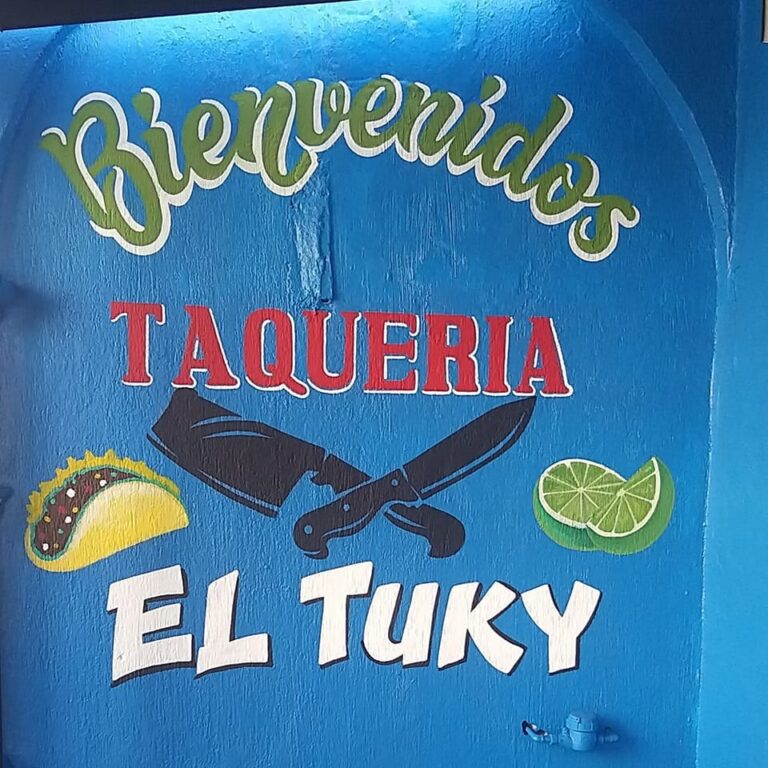 Bienvenidos
TAQUERIA
EL TUKY